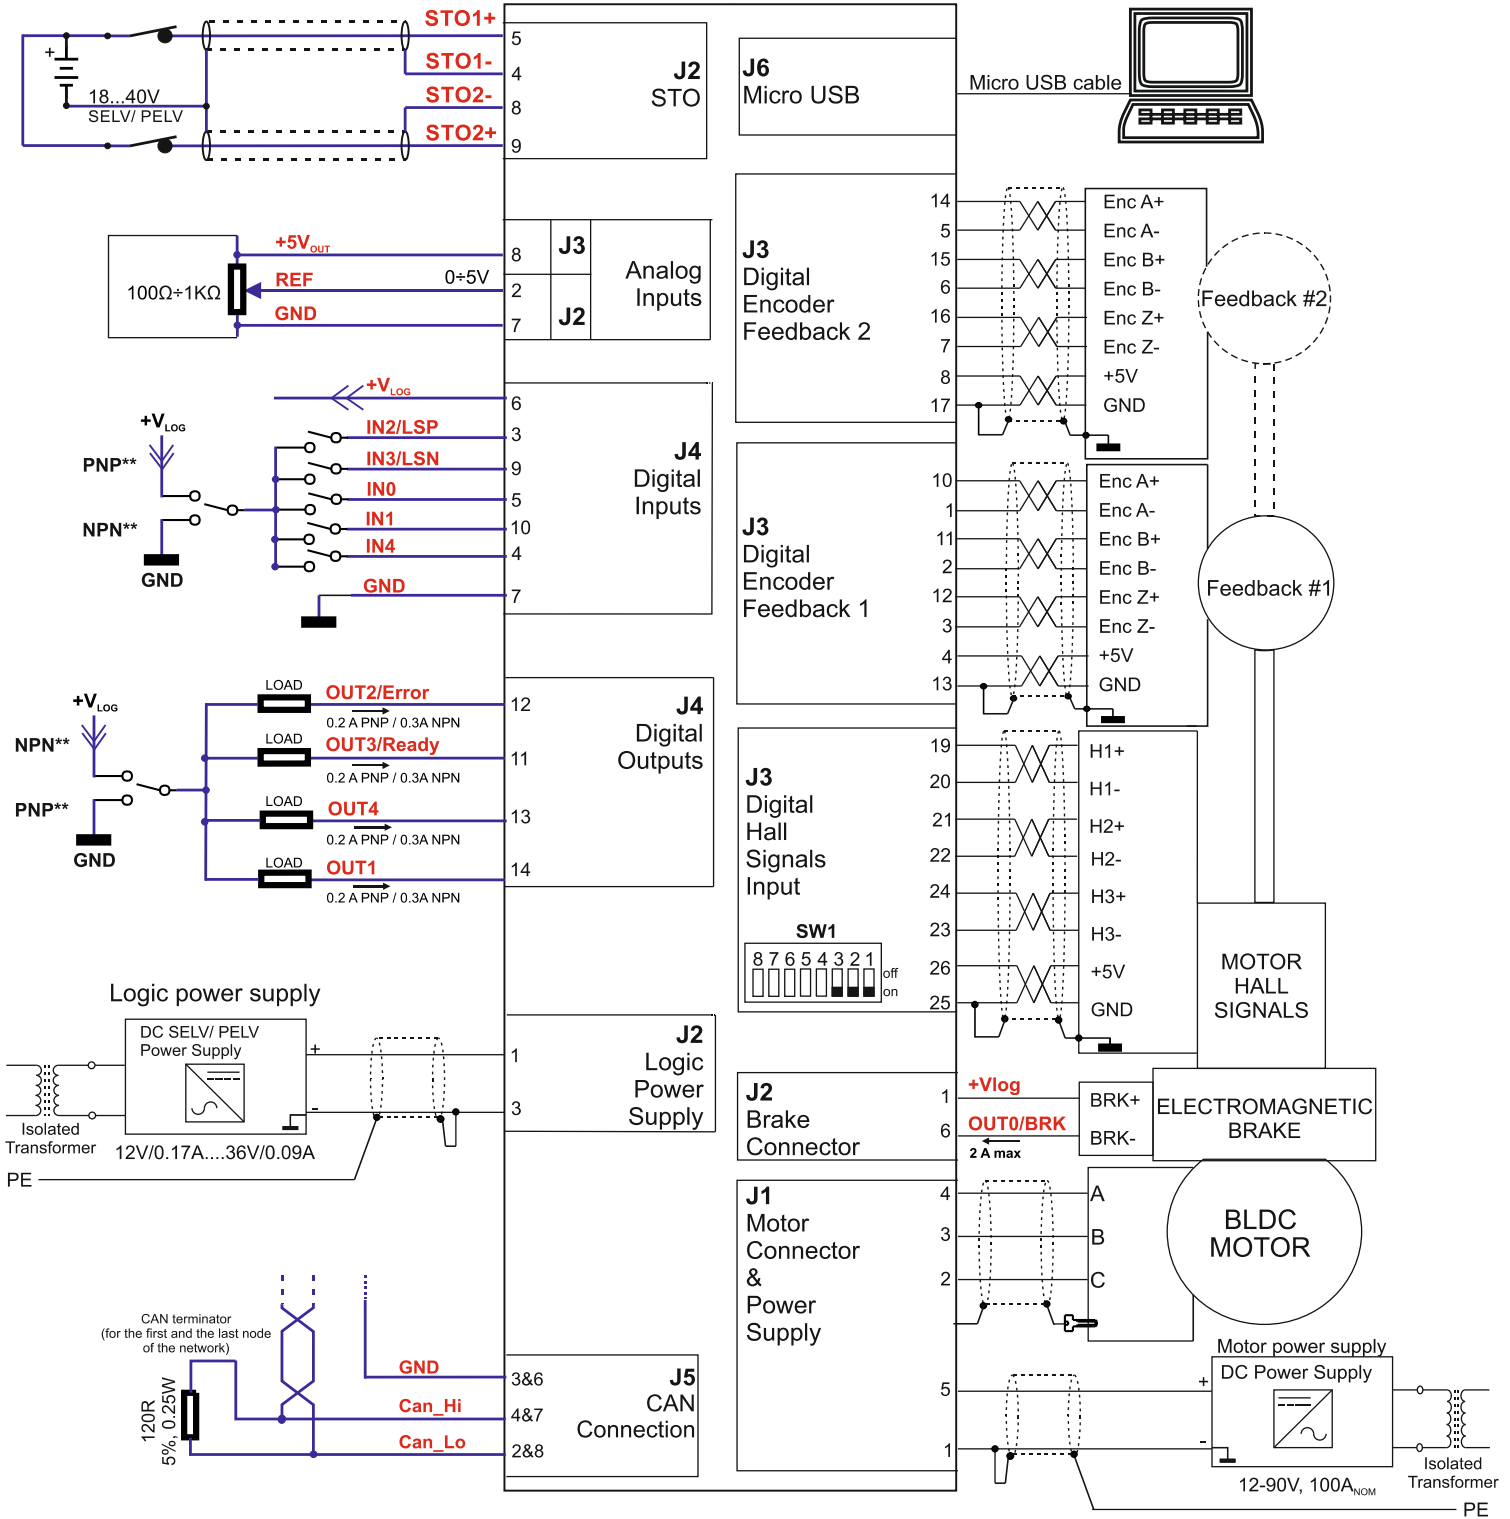 STO1+
5
STO1-
4
STO2-
8
STO2+
9
J2
STO
+
18...40V
SELV/ PELV
J6
Micro USB
Micro USB cable
J3
Digital
Encoder
Feedback 2
14 Enc A+
5 Enc A-
15 Enc B+
6 Enc B-
16 Enc Z+
7 Enc Z-
8 +5V
17 GND
Feedback #2
+5VOUT
8
J3
REF
0÷5V
2
GND
7
J2
Analog
Inputs
100Ω÷1KΩ
+VLOG
6
IN2/LSP
3
IN3/LSN
9
IN0
5
IN1
10
IN4
4
GND
7
J4
Digital
Inputs
+VLOG
PNP**
NPN**
GND
J3
Digital
Encoder
Feedback 1
10 Enc A+
1 Enc A-
11 Enc B+
2 Enc B-
12 Enc Z+
3 Enc Z-
4 +5V
13 GND
Feedback #1
+VLOG
NPN**
PNP**
GND
LOAD
OUT2/Error
12
0.2 A PNP / 0.3A NPN
LOAD
OUT3/Ready
11
0.2 A PNP / 0.3A NPN
LOAD
OUT4
13
0.2 A PNP / 0.3A NPN
LOAD
OUT1
14
0.2 A PNP / 0.3A NPN
J4
Digital
Outputs
J3
Digital
Hall
Signals
Input
SW1
8 7 6 5 4 3 2 1
off
on
19 H1+
20 H1-
21 H2+
22 H2-
24 H3+
23 H3-
26 +5V
25 GND
MOTOR
HALL
SIGNALS
Logic power supply
DC SELV/ PELV
Power Supply
+
-
Isolated
Transformer
12V/0.17A....36V/0.09A
PE
1
3
J2
Logic
Power
Supply
J2
Brake
Connector
1
+Vlog
BRK+
6
OUT0/BRK
BRK-
2 A max
ELECTROMAGNETIC
BRAKE
J1
Motor
Connector
&
Power
Supply
4 A
3 B
2 C
BLDC
MOTOR
5
1
Motor power supply
DC Power Supply
+
-
12-90V, 100ANOM
Isolated
Transformer
PE
CAN terminator
(for the first and the last node
of the network)
120R
5%, 0.25W
GND
3&6
Can_Hi
4&7
Can_Lo
2&8
J5
CAN
Connection